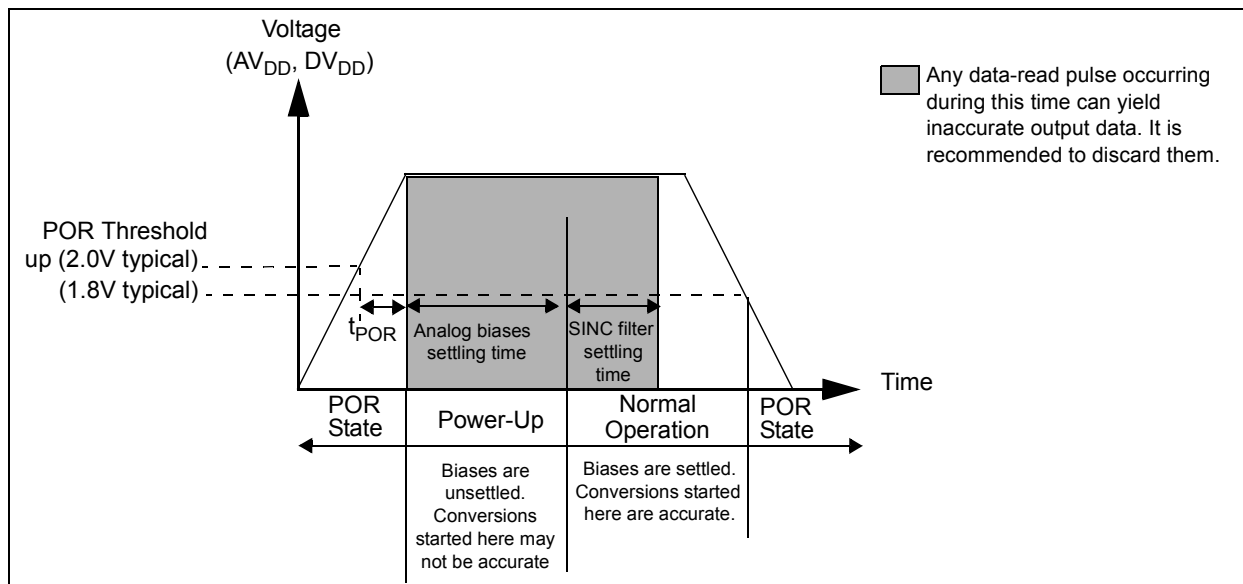 Voltage
(AVDD, DVDD)
Any data-read pulse occurring
during this time can yield
inaccurate output data. It is
recommended to discard them.
POR Threshold
up (2.0V typical)
(1.8V typical)
tPOR
Analog biases
settling time
SINC filter
settling
time
Time
POR
State
Power-Up
Normal
Operation
POR
State
Biases are
unsettled.
Conversions
started here may
not be accurate
Biases are settled.
Conversions started
here are accurate.